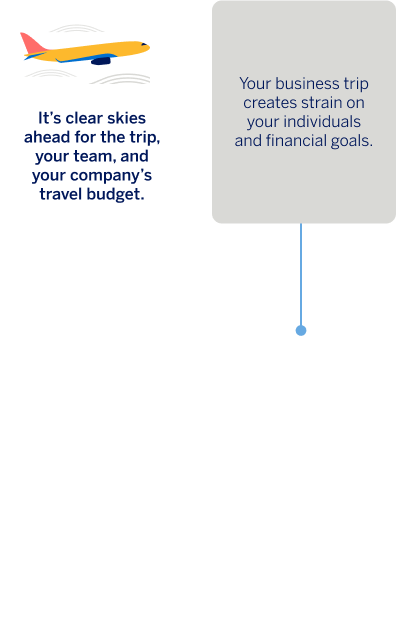 It’s clear skies
ahead for the trip,
your team, and
your company’s
travel budget.
Your business trip
creates strain on
your individuals
and financial goals.